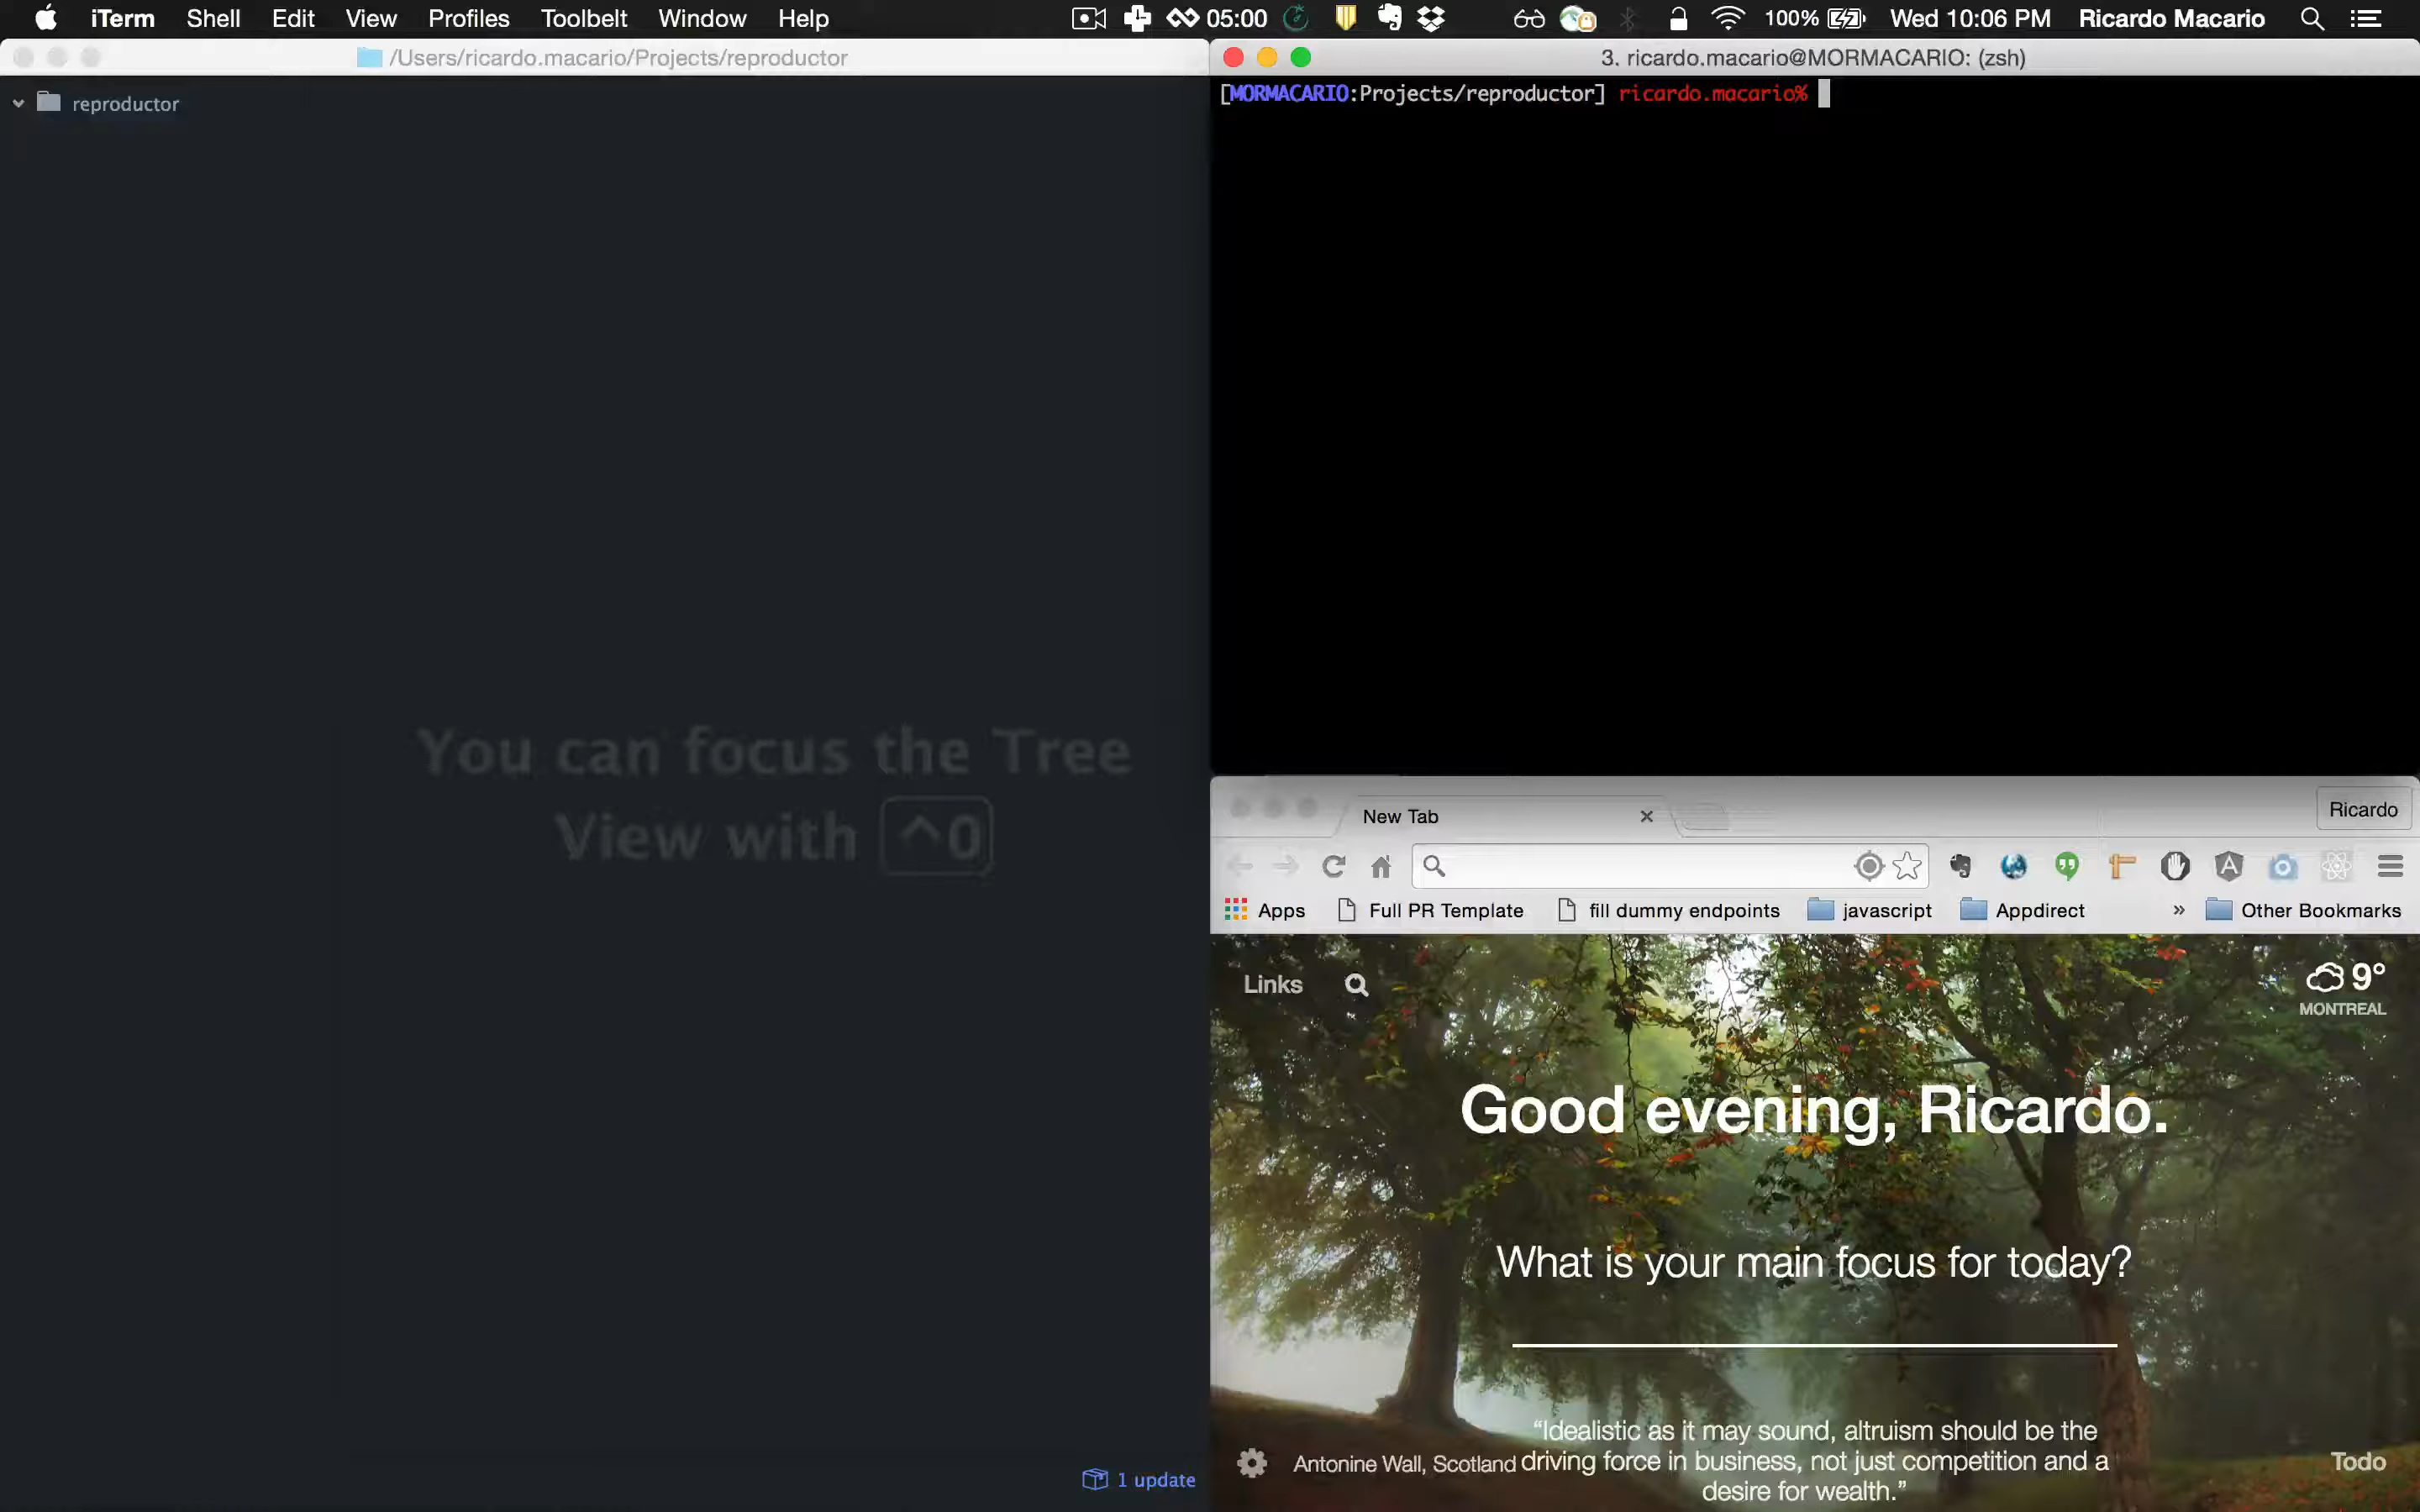 iTerm Shell Edit View Profiles Toolbelt Window Help 05:00 100% Wed 10:06 PM Ricardo Macario
/Users/ricardo.macario/Projects/reproductor
reproductor
You can focus the Tree
View with ^0
1 update
3. ricardo.macario@MORMACARIO: (zsh)
[MORMACARIO:Projects/reproductor] ricardo.macario%
New Tab
Ricardo
Apps Full PR Template fill dummy endpoints javascript Appdirect » Other Bookmarks
Links
9°
MONTREAL
Good evening, Ricardo.
What is your main focus for today?
“Idealistic as it may sound, altruism should be the
driving force in business, not just competition and a
desire for wealth.”
Antonine Wall, Scotland
Todo